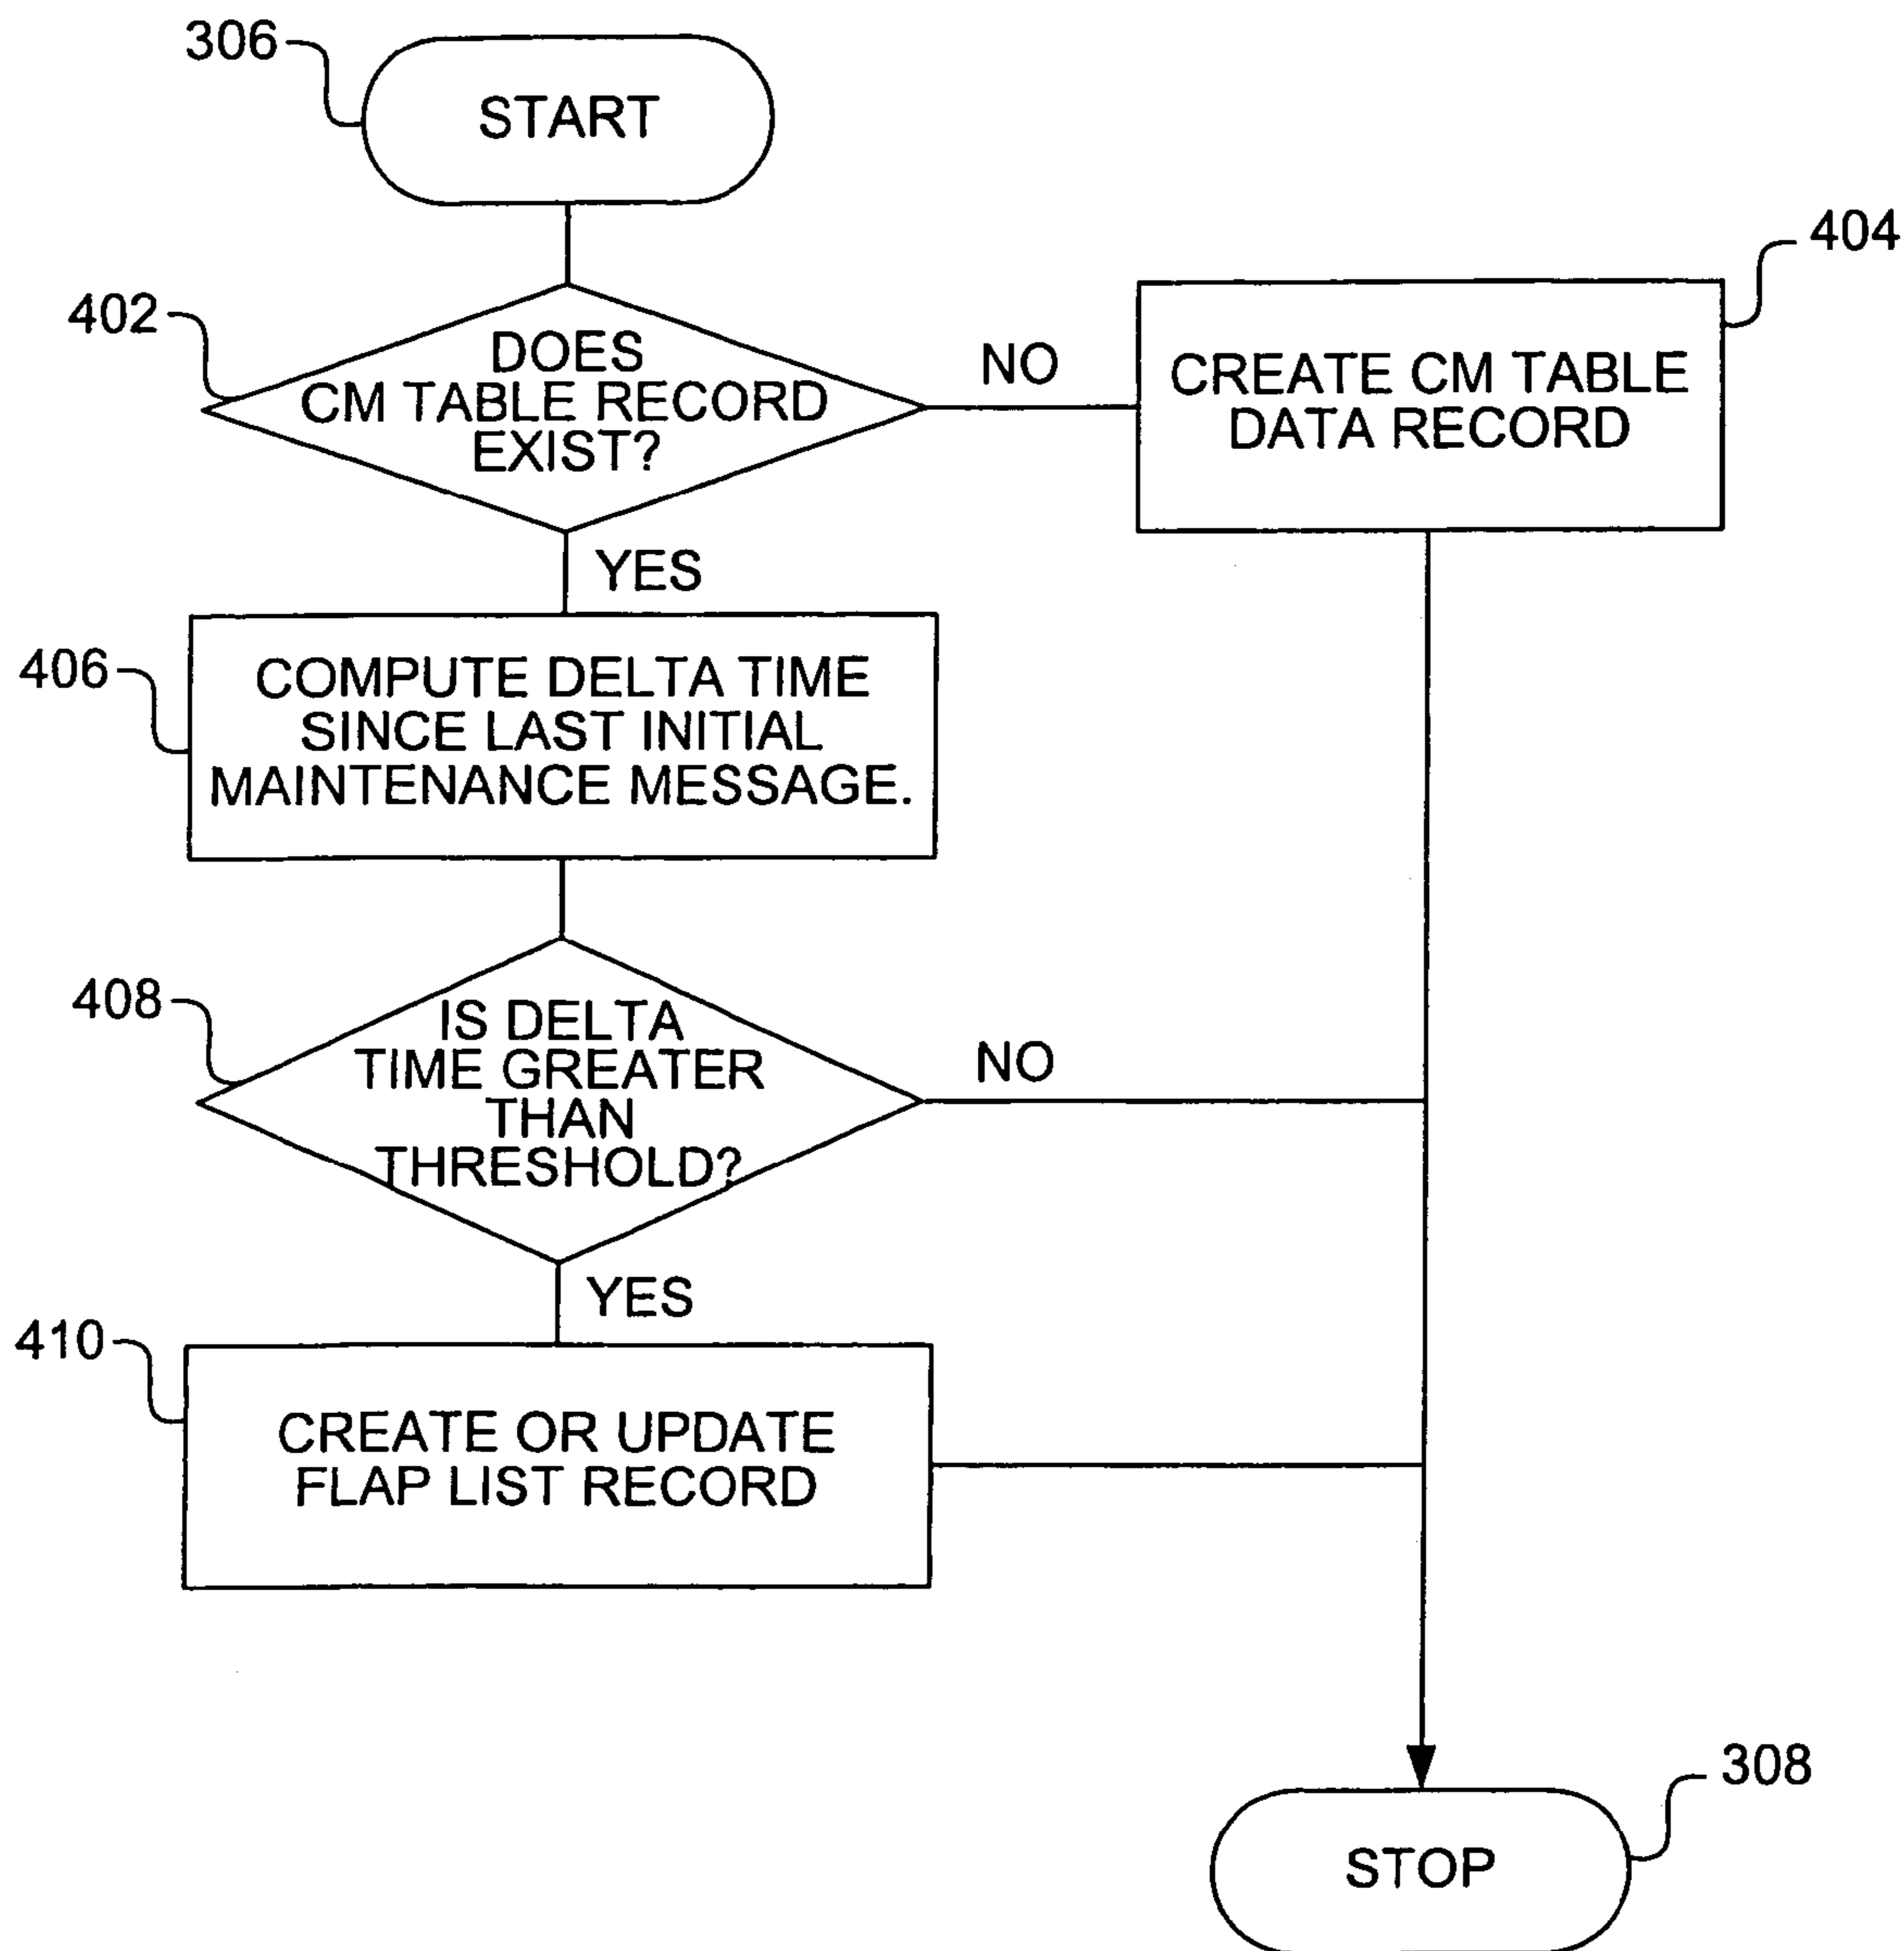 306
START
404
402
DOES
CM TABLE RECORD
EXIST?
NO
CREATE CM TABLE
DATA RECORD
YES
406
COMPUTE DELTA TIME
SINCE LAST INITIAL
MAINTENANCE MESSAGE.
408
IS DELTA
TIME GREATER
THAN
THRESHOLD?
NO
YES
410
CREATE OR UPDATE
FLAP LIST RECORD
308
STOP